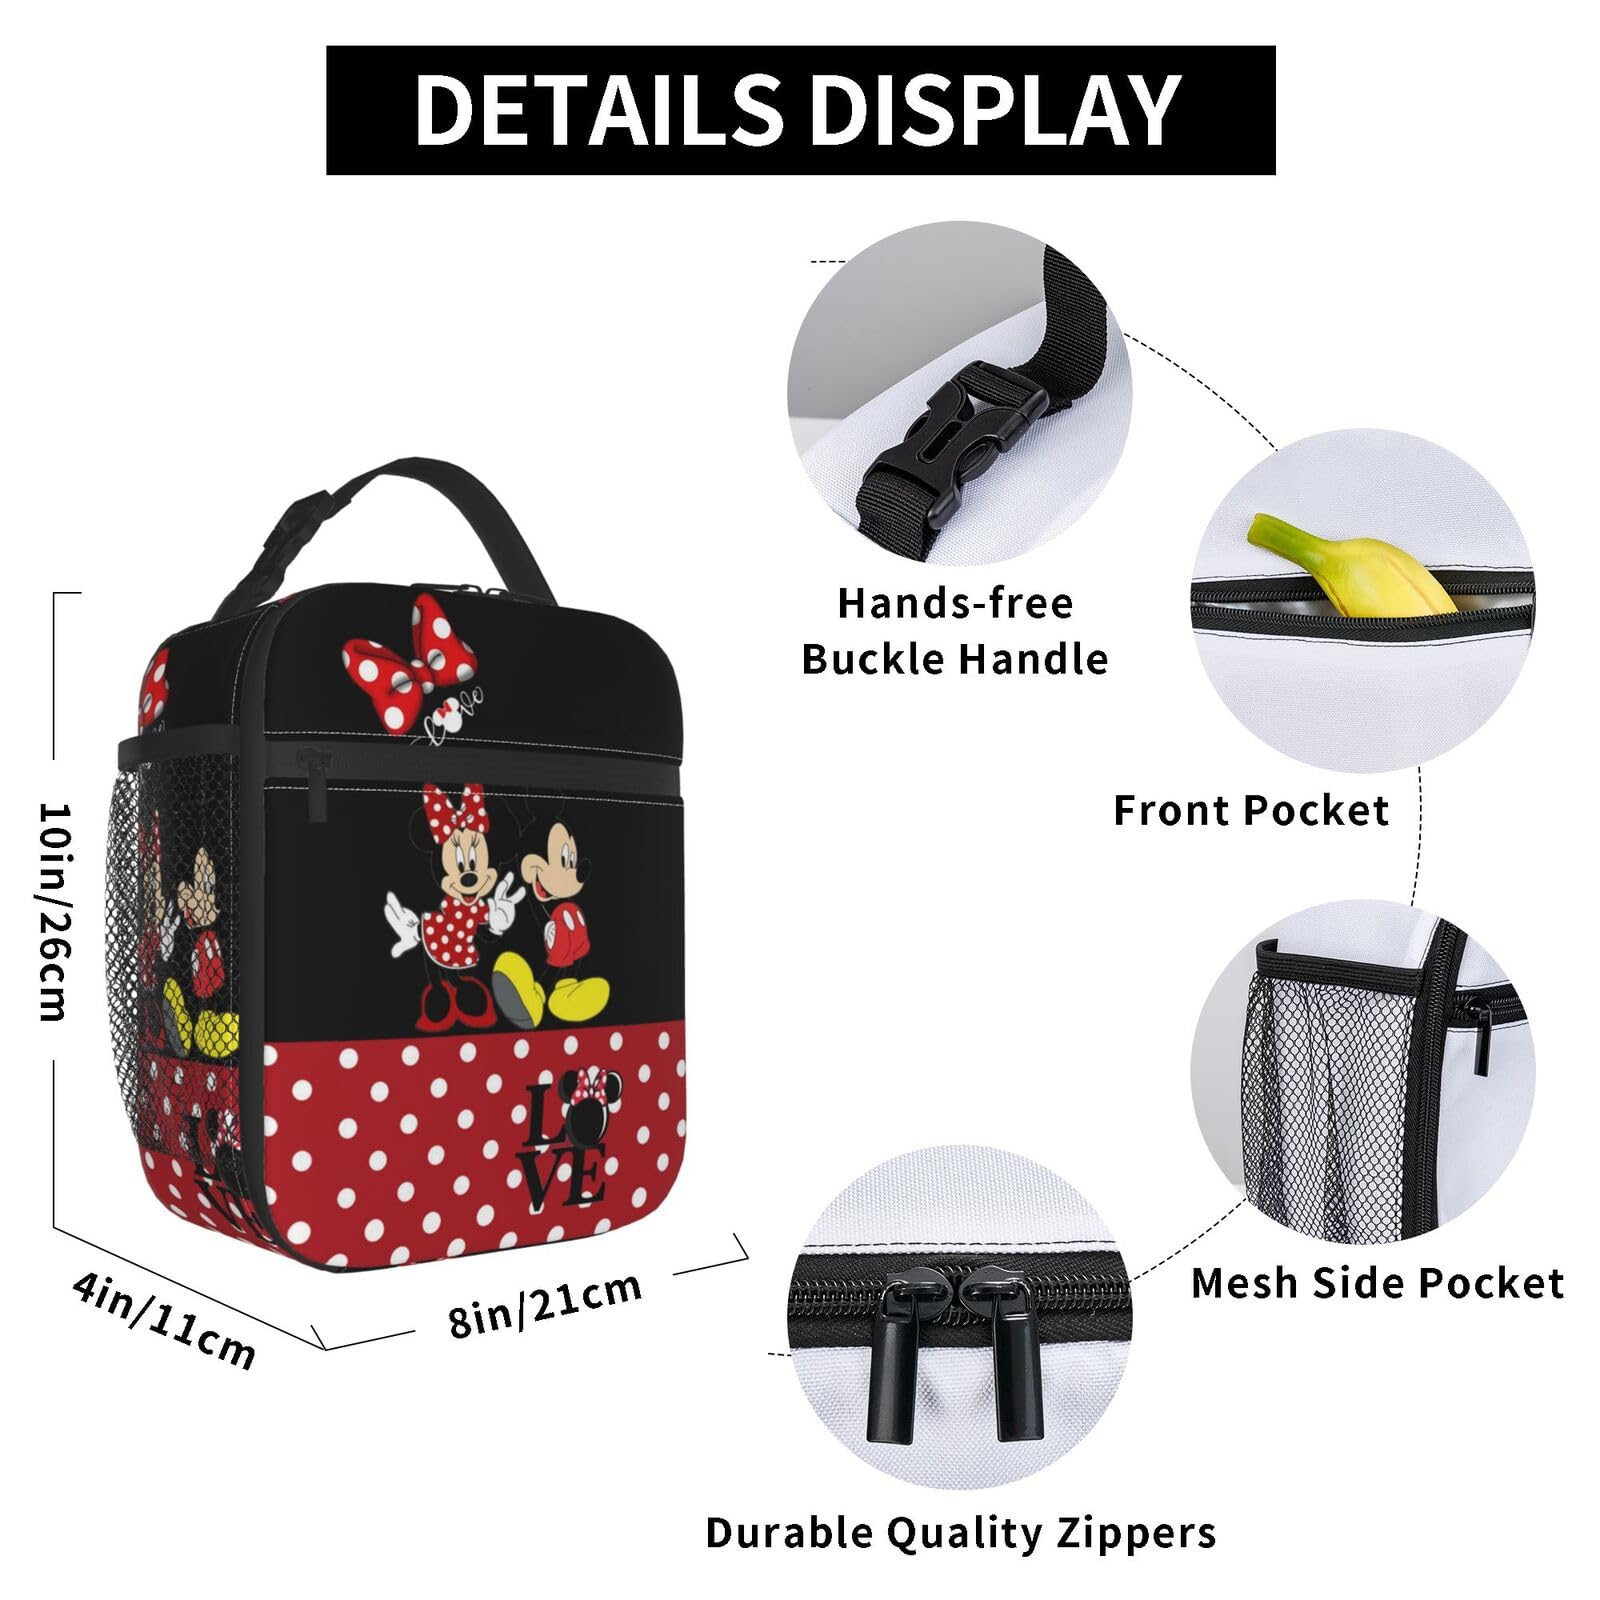 DETAILS DISPLAY
Hands-free
Buckle Handle
Front Pocket
Mesh Side Pocket
Durable Quality Zippers
10in/26cm
4in/11cm
8in/21cm
love
LOVE